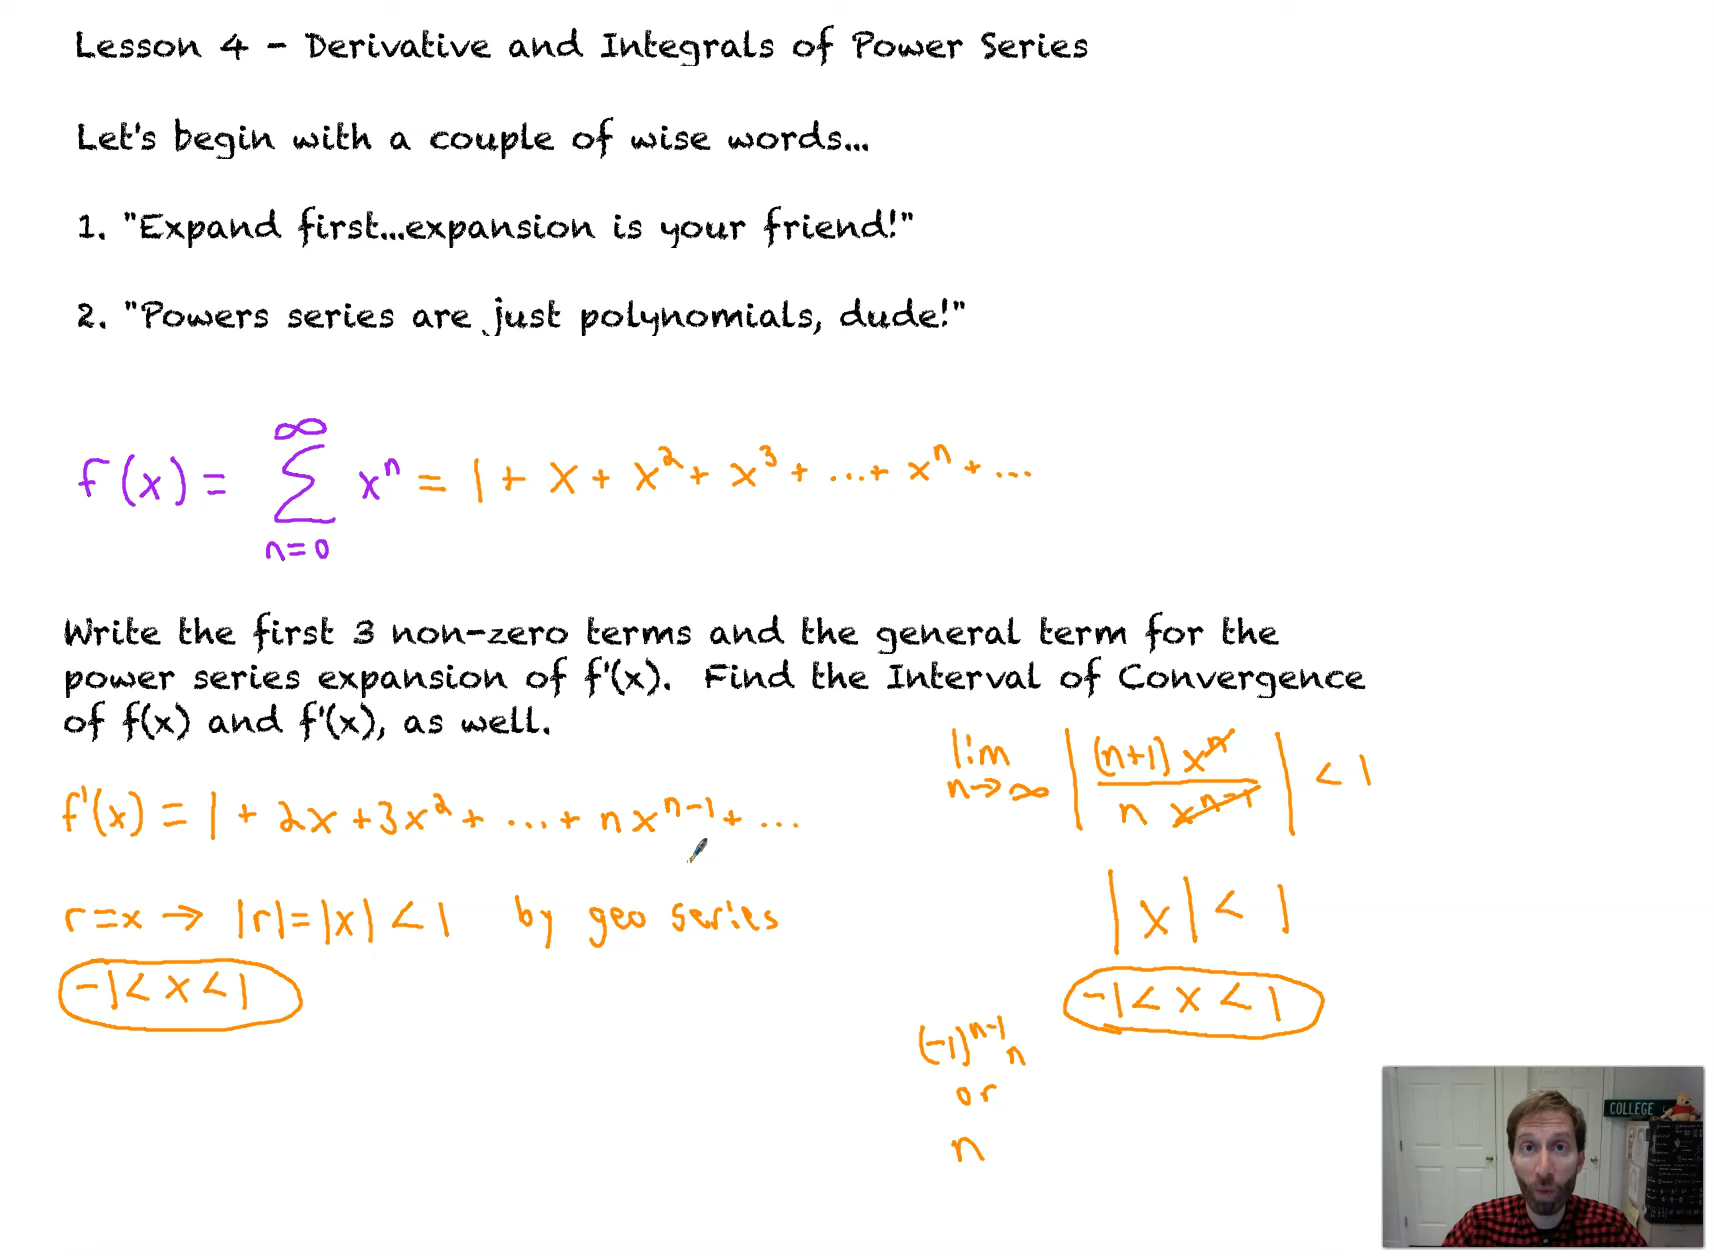 Lesson 4 - Derivative and Integrals of Power Series
Let's begin with a couple of wise words...
1. "Expand first...expansion is your friend!"
2. "Powers series are just polynomials, dude!"
f(x) = ∑_{n=0}^{∞} x^n = 1 + x + x^2 + x^3 + ... + x^n + ...
Write the first 3 non-zero terms and the general term for the
power series expansion of f'(x). Find the Interval of Convergence
of f(x) and f'(x), as well.
f'(x) = 1 + 2x + 3x^2 + ... + n x^{n-1} + ...
r = x → |r| = |x| < 1 by geo series
-1 < x < 1
lim_{n→∞} | (n+1) x^n / n x^{n-1} | < 1
|x| < 1
-1 < x < 1
(-1)^{n-1} n
or
n
COLLEGE